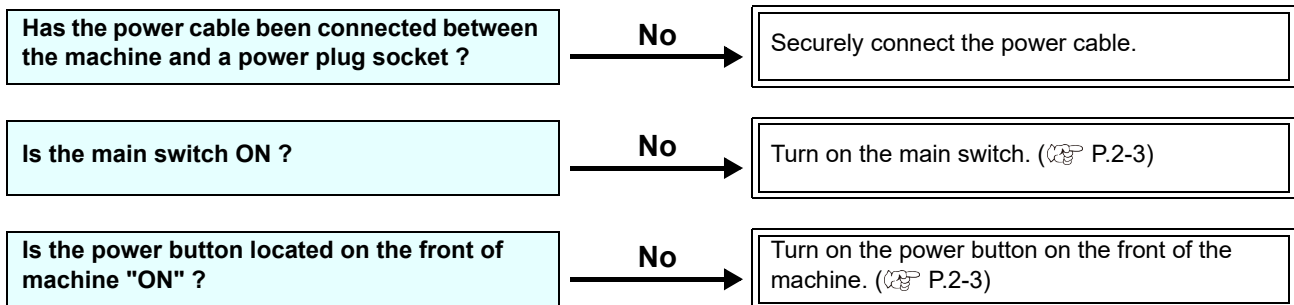 Has the power cable been connected between
the machine and a power plug socket ?
No
Securely connect the power cable.
Is the main switch ON ?
No
Turn on the main switch. ( P.2-3)
Is the power button located on the front of
machine "ON" ?
No
Turn on the power button on the front of the
machine. ( P.2-3)